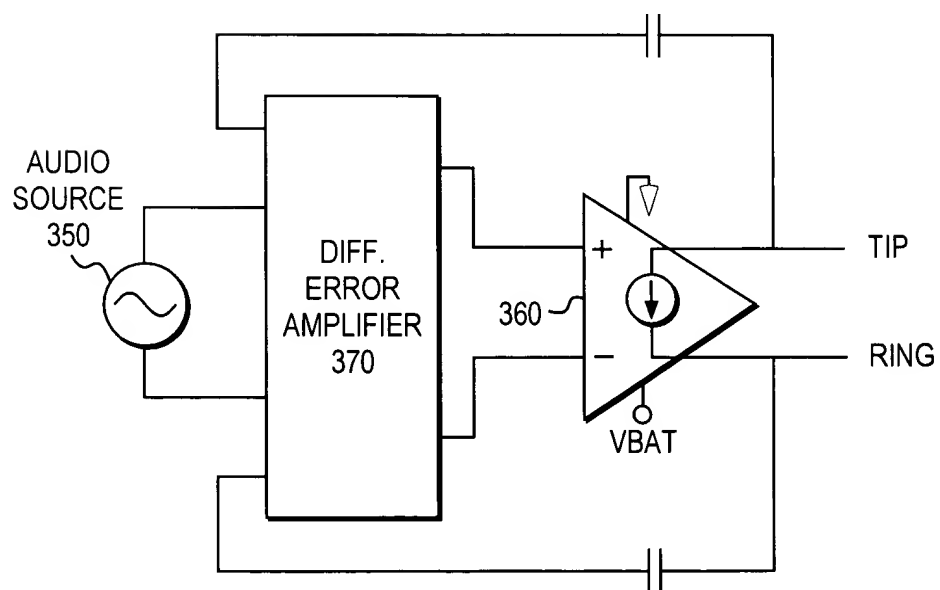 AUDIO
SOURCE
350
DIFF.
ERROR
AMPLIFIER
370
+
−
360
VBAT
TIP
RING